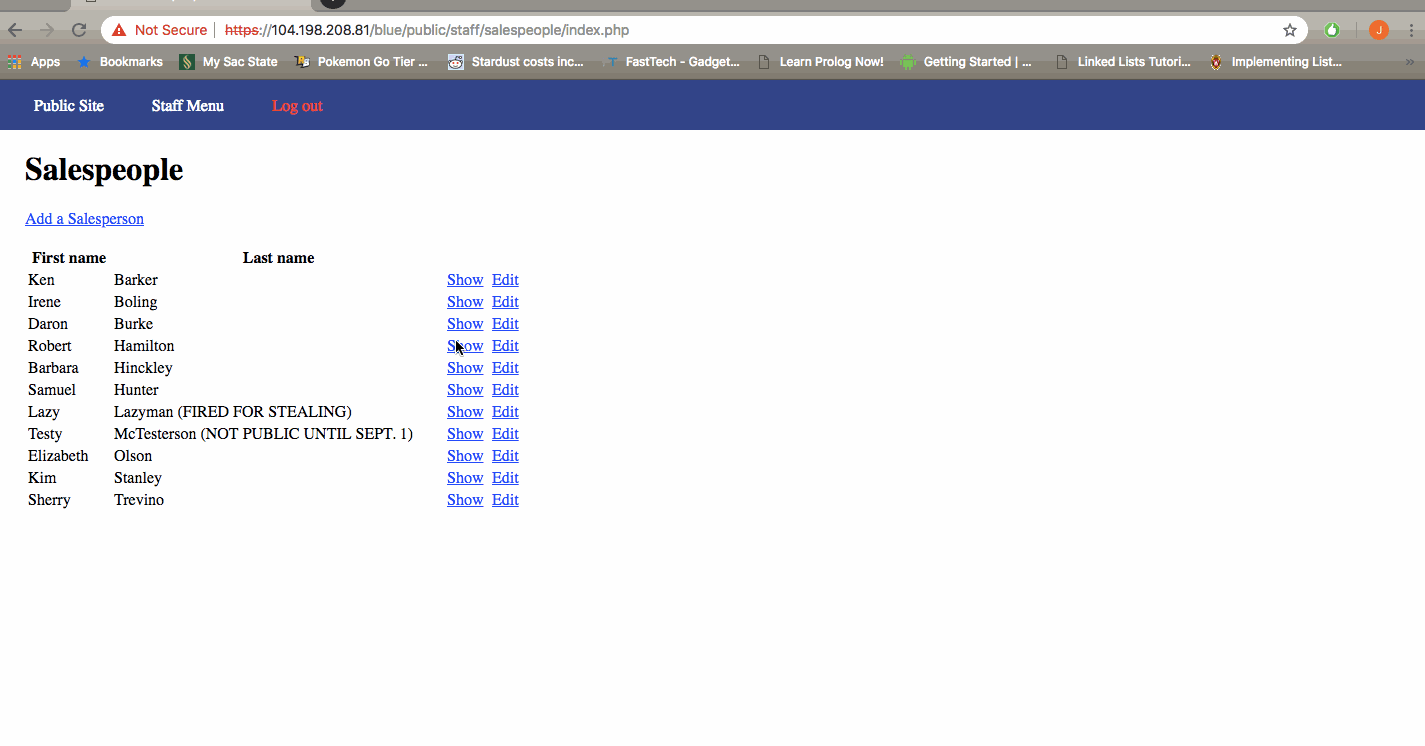 Not Secure | https://104.198.208.81/blue/public/staff/salespeople/index.php J
Apps Bookmarks My Sac State Pokemon Go Tier ... Stardust costs inc... FastTech - Gadget... Learn Prolog Now! Getting Started | ... Linked Lists Tutori... Implementing List... »
Public Site Staff Menu Log out
Salespeople
Add a Salesperson
First name Last name
Ken Barker Show Edit
Irene Boling Show Edit
Daron Burke Show Edit
Robert Hamilton Show Edit
Barbara Hinckley Show Edit
Samuel Hunter Show Edit
Lazy Lazyman (FIRED FOR STEALING) Show Edit
Testy McTesterson (NOT PUBLIC UNTIL SEPT. 1) Show Edit
Elizabeth Olson Show Edit
Kim Stanley Show Edit
Sherry Trevino Show Edit